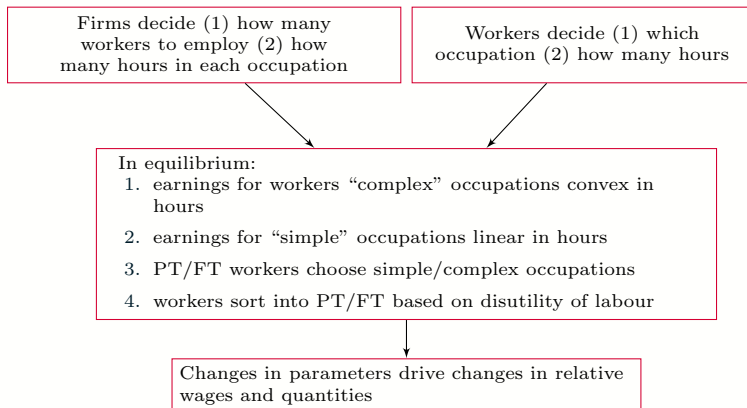 Firms decide (1) how many
workers to employ (2) how
many hours in each occupation
Workers decide (1) which
occupation (2) how many hours
In equilibrium:
1. earnings for workers “complex” occupations convex in
hours
2. earnings for “simple” occupations linear in hours
3. PT/FT workers choose simple/complex occupations
4. workers sort into PT/FT based on disutility of labour
Changes in parameters drive changes in relative
wages and quantities